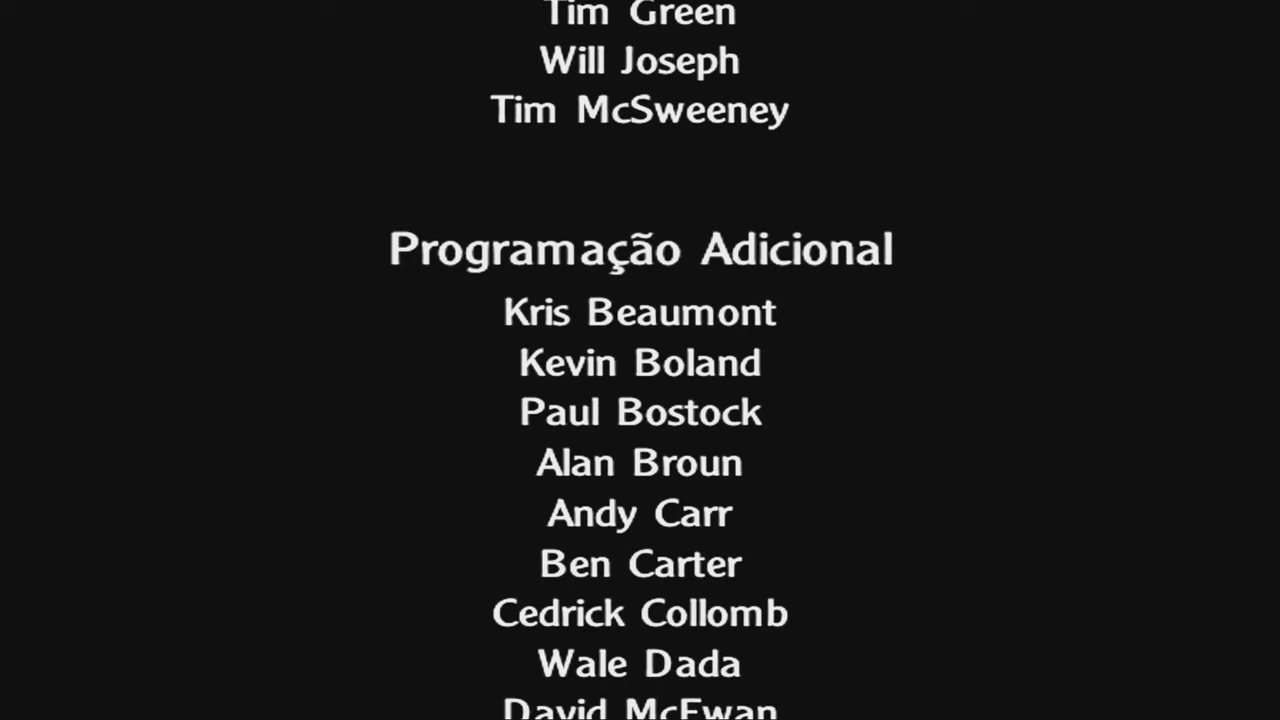 Tim Green
Will Joseph
Tim McSweeney
Programação Adicional
Kris Beaumont
Kevin Boland
Paul Bostock
Alan Broun
Andy Carr
Ben Carter
Cedrick Collomb
Wale Dada
David McEwan